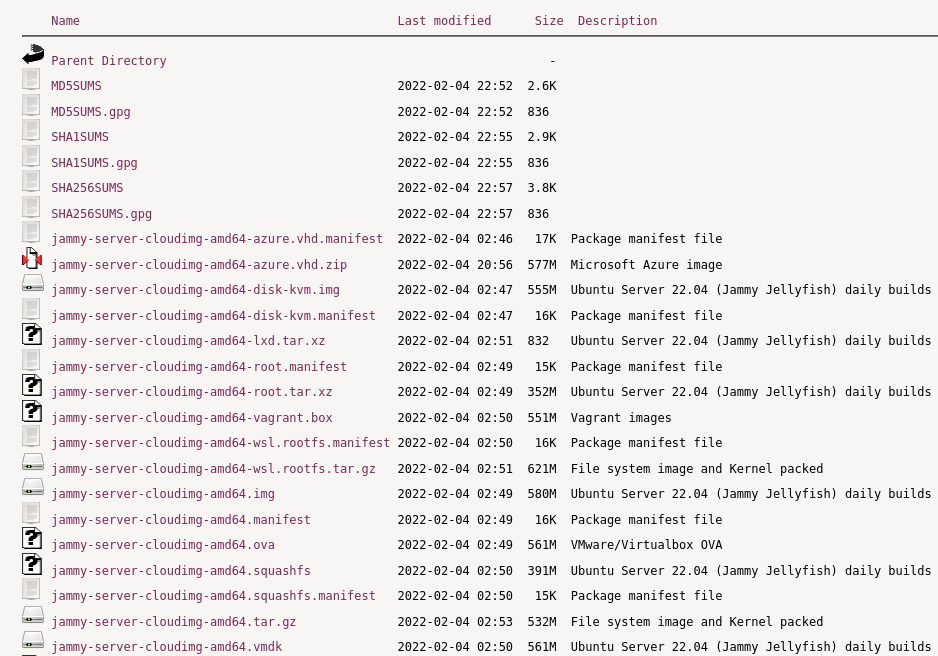 Name Last modified Size Description
Parent Directory -
MD5SUMS 2022-02-04 22:52 2.6K
MD5SUMS.gpg 2022-02-04 22:52 836
SHA1SUMS 2022-02-04 22:55 2.9K
SHA1SUMS.gpg 2022-02-04 22:55 836
SHA256SUMS 2022-02-04 22:57 3.8K
SHA256SUMS.gpg 2022-02-04 22:57 836
jammy-server-cloudimg-amd64-azure.vhd.manifest 2022-02-04 02:46 17K Package manifest file
jammy-server-cloudimg-amd64-azure.vhd.zip 2022-02-04 20:56 577M Microsoft Azure image
jammy-server-cloudimg-amd64-disk-kvm.img 2022-02-04 02:47 555M Ubuntu Server 22.04 (Jammy Jellyfish) daily builds
jammy-server-cloudimg-amd64-disk-kvm.manifest 2022-02-04 02:47 16K Package manifest file
jammy-server-cloudimg-amd64-lxd.tar.xz 2022-02-04 02:51 832 Ubuntu Server 22.04 (Jammy Jellyfish) daily builds
jammy-server-cloudimg-amd64-root.manifest 2022-02-04 02:49 15K Package manifest file
jammy-server-cloudimg-amd64-root.tar.xz 2022-02-04 02:49 352M Ubuntu Server 22.04 (Jammy Jellyfish) daily builds
jammy-server-cloudimg-amd64-vagrant.box 2022-02-04 02:50 551M Vagrant images
jammy-server-cloudimg-amd64-wsl.rootfs.manifest 2022-02-04 02:50 16K Package manifest file
jammy-server-cloudimg-amd64-wsl.rootfs.tar.gz 2022-02-04 02:51 621M File system image and Kernel packed
jammy-server-cloudimg-amd64.img 2022-02-04 02:49 580M Ubuntu Server 22.04 (Jammy Jellyfish) daily builds
jammy-server-cloudimg-amd64.manifest 2022-02-04 02:49 16K Package manifest file
jammy-server-cloudimg-amd64.ova 2022-02-04 02:49 561M VMware/Virtualbox OVA
jammy-server-cloudimg-amd64.squashfs 2022-02-04 02:50 391M Ubuntu Server 22.04 (Jammy Jellyfish) daily builds
jammy-server-cloudimg-amd64.squashfs.manifest 2022-02-04 02:50 15K Package manifest file
jammy-server-cloudimg-amd64.tar.gz 2022-02-04 02:53 532M File system image and Kernel packed
jammy-server-cloudimg-amd64.vmdk 2022-02-04 02:50 561M Ubuntu Server 22.04 (Jammy Jellyfish) daily builds